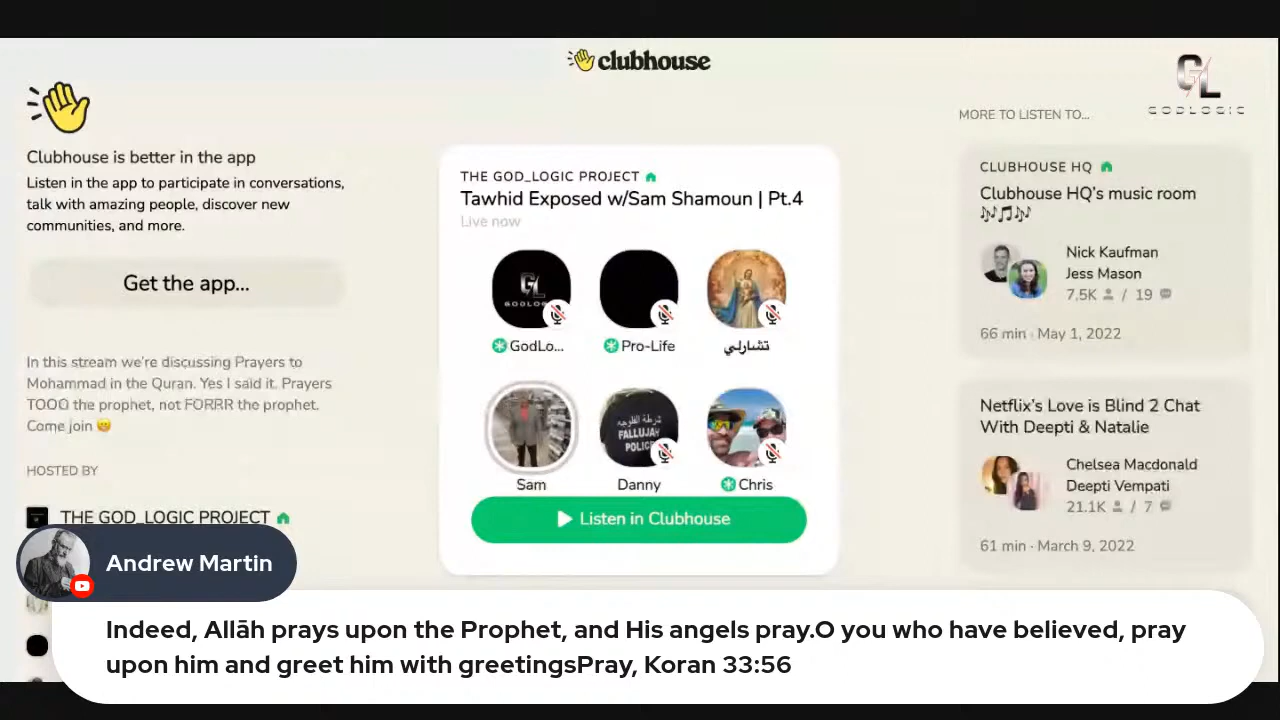 clubhouse
GL
GODLOGIC
Clubhouse is better in the app
Listen in the app to participate in conversations,
talk with amazing people, discover new
communities, and more.
Get the app...
In this stream we're discussing Prayers to
Mohammad in the Quran. Yes I said it. Prayers
TOOO the prophet, not FORRR the prophet.
Come join 😄
HOSTED BY
THE GOD_LOGIC PROJECT
THE GOD_LOGIC PROJECT
Tawhid Exposed w/Sam Shamoun | Pt.4
Live now
GL
GodLo...
Pro-Life
تشارلي
شرطة الفلوجة
FALLUJAH
POLICE
Sam
Danny
Chris
Listen in Clubhouse
MORE TO LISTEN TO...
CLUBHOUSE HQ
Clubhouse HQ's music room
🎶🎵🎶
Nick Kaufman
Jess Mason
7.5K / 19
66 min · May 1, 2022
Netflix's Love is Blind 2 Chat
With Deepti & Natalie
Chelsea Macdonald
Deepti Vempati
21.1K / 7
61 min · March 9, 2022
Andrew Martin
Indeed, Allāh prays upon the Prophet, and His angels pray.O you who have believed, pray
upon him and greet him with greetingsPray, Koran 33:56